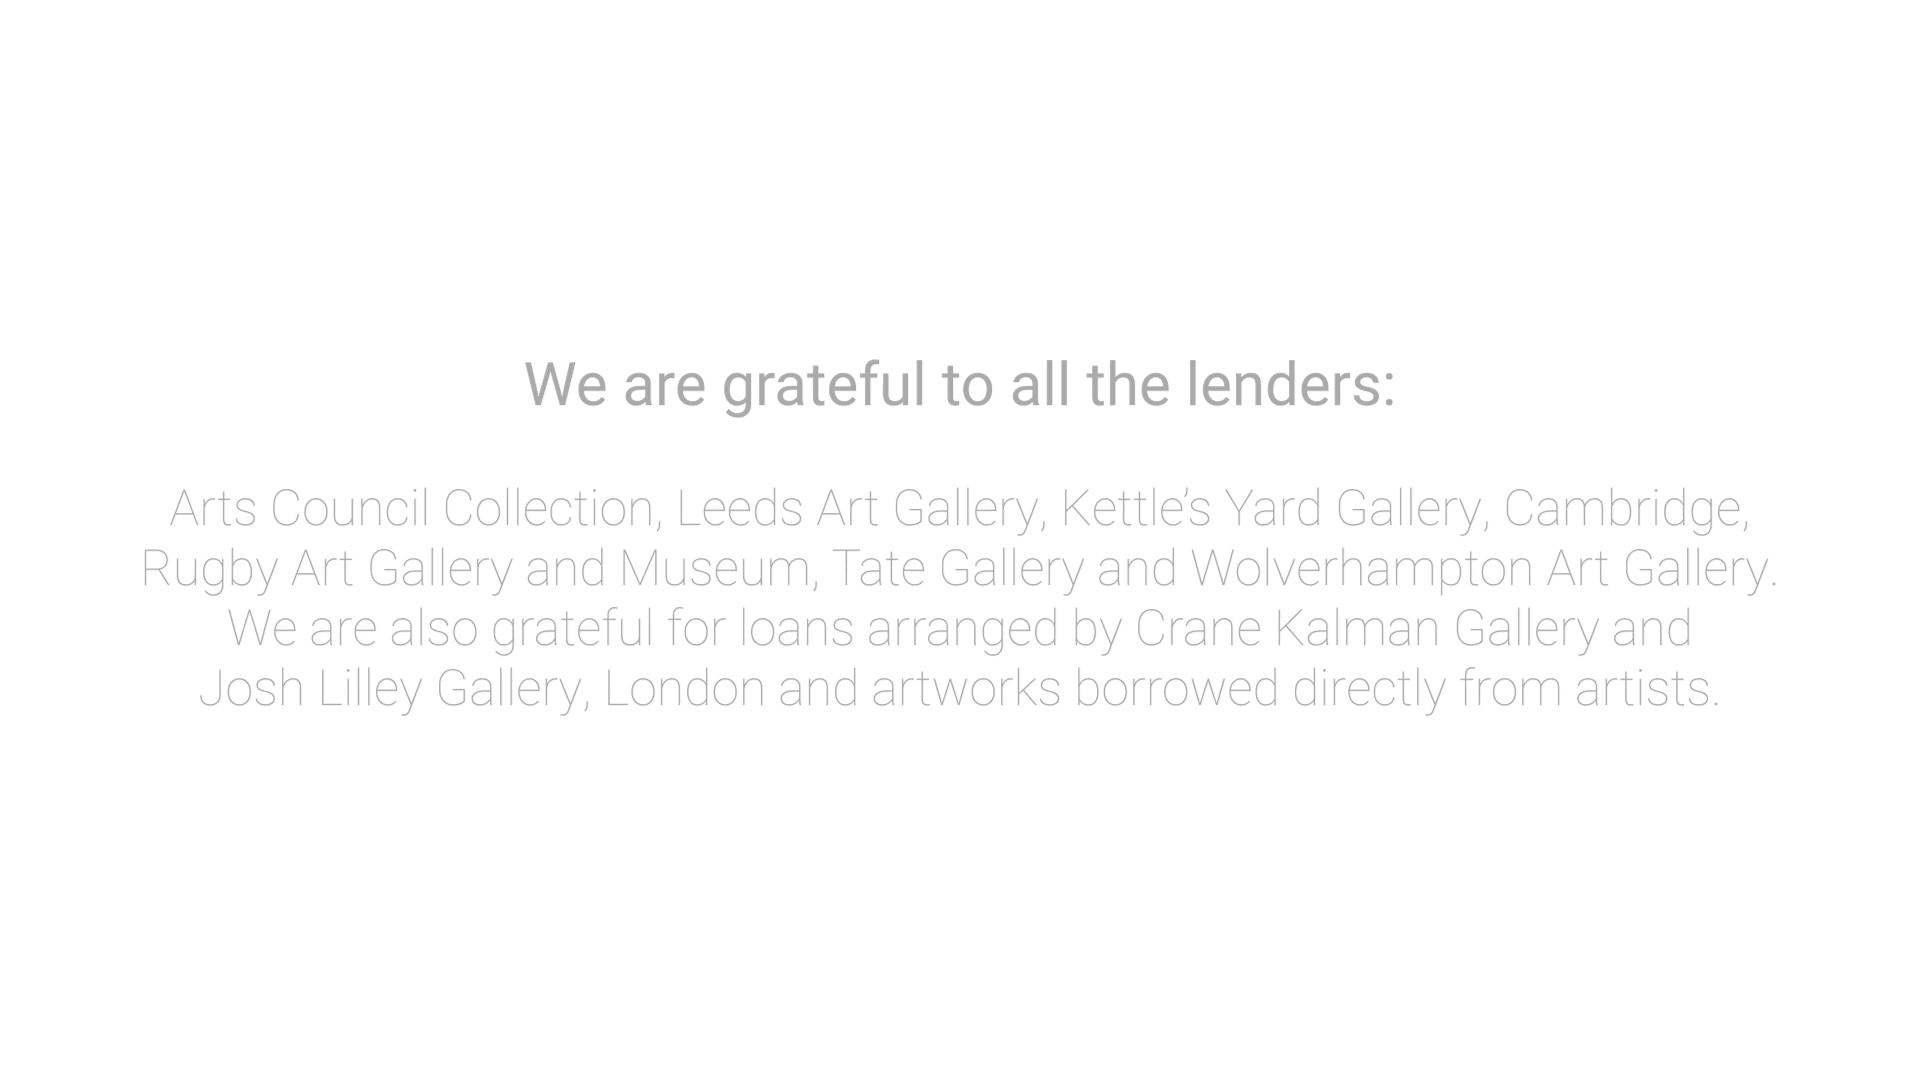 We are grateful to all the lenders:
Arts Council Collection, Leeds Art Gallery, Kettle’s Yard Gallery, Cambridge,
Rugby Art Gallery and Museum, Tate Gallery and Wolverhampton Art Gallery.
We are also grateful for loans arranged by Crane Kalman Gallery and
Josh Lilley Gallery, London and artworks borrowed directly from artists.